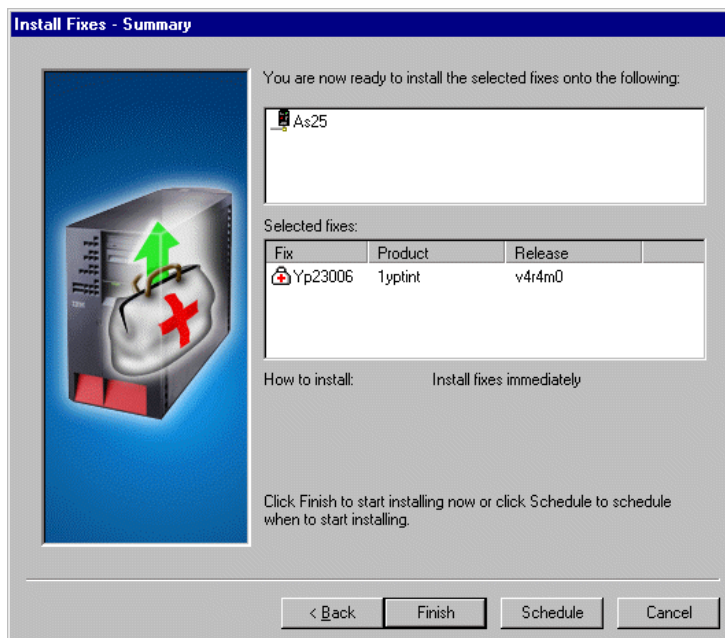 Install Fixes - Summary
You are now ready to install the selected fixes onto the following:
As25
Selected fixes:
Fix Product Release
Yp23006 1yptint v4r4m0
How to install: Install fixes immediately
Click Finish to start installing now or click Schedule to schedule
when to start installing.
< Back Finish Schedule Cancel